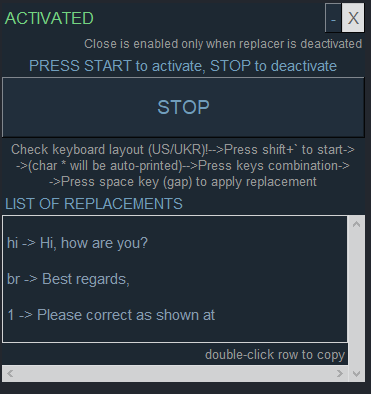 ACTIVATED
- X
Close is enabled only when replacer is deactivated
PRESS START to activate, STOP to deactivate
STOP
Check keyboard layout (US/UKR)!-->Press shift+` to start->
->(char * will be auto-printed)-->Press keys combination->
->Press space key (gap) to apply replacement
LIST OF REPLACEMENTS
hi -> Hi, how are you?
br -> Best regards,
1 -> Please correct as shown at
double-click row to copy